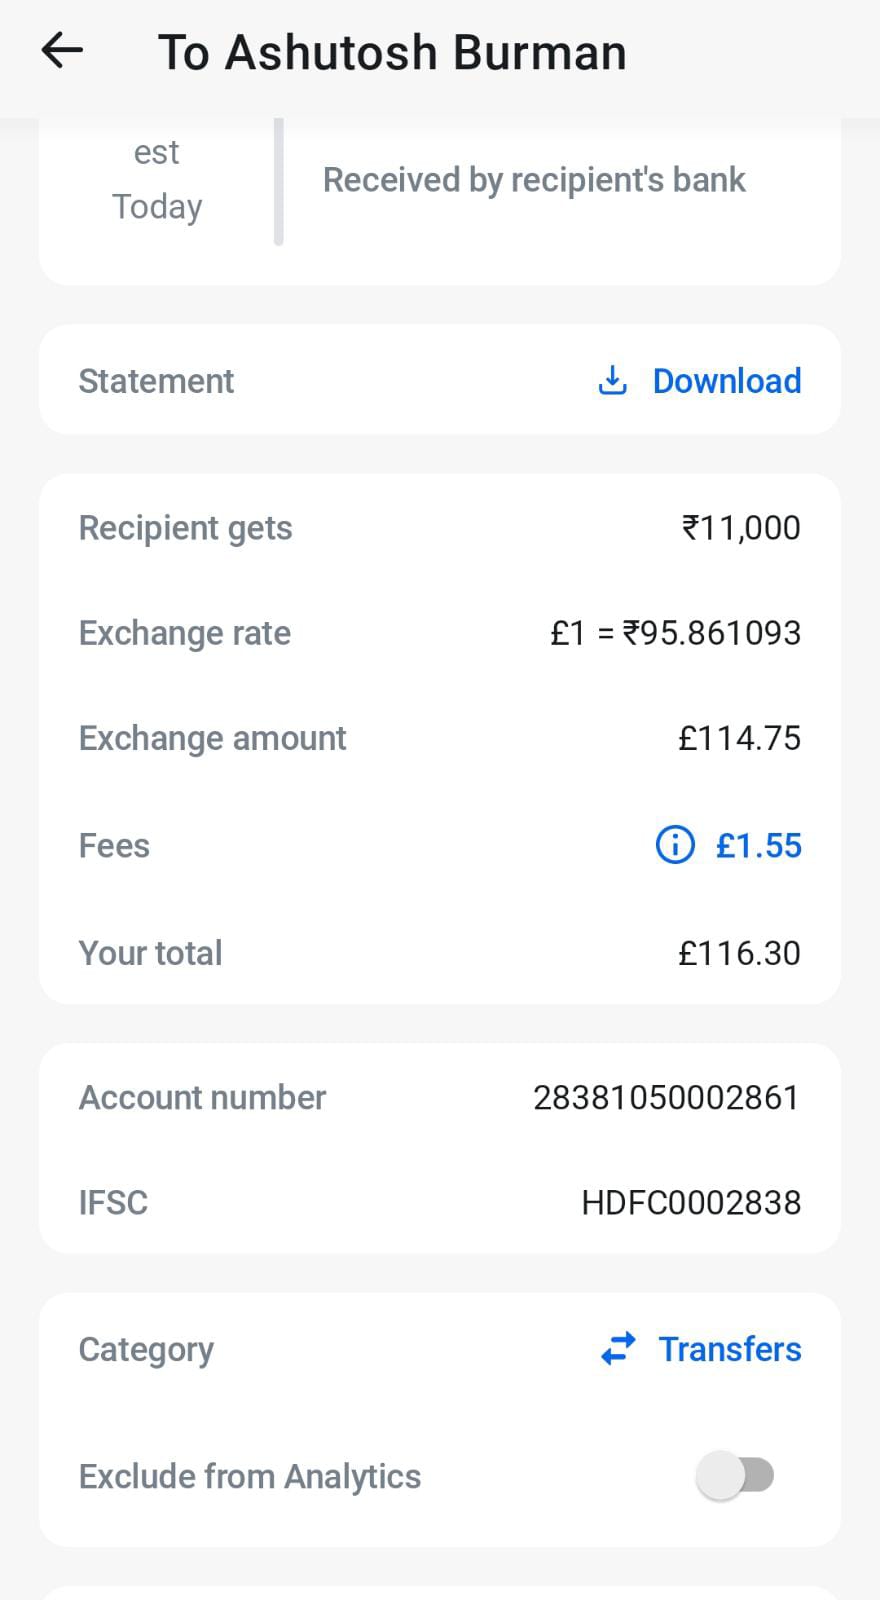 To Ashutosh Burman
est
Today
Received by recipient's bank
Statement
Download
Recipient gets
₹11,000
Exchange rate
£1 = ₹95.861093
Exchange amount
£114.75
Fees
£1.55
Your total
£116.30
Account number
28381050002861
IFSC
HDFC0002838
Category
Transfers
Exclude from Analytics